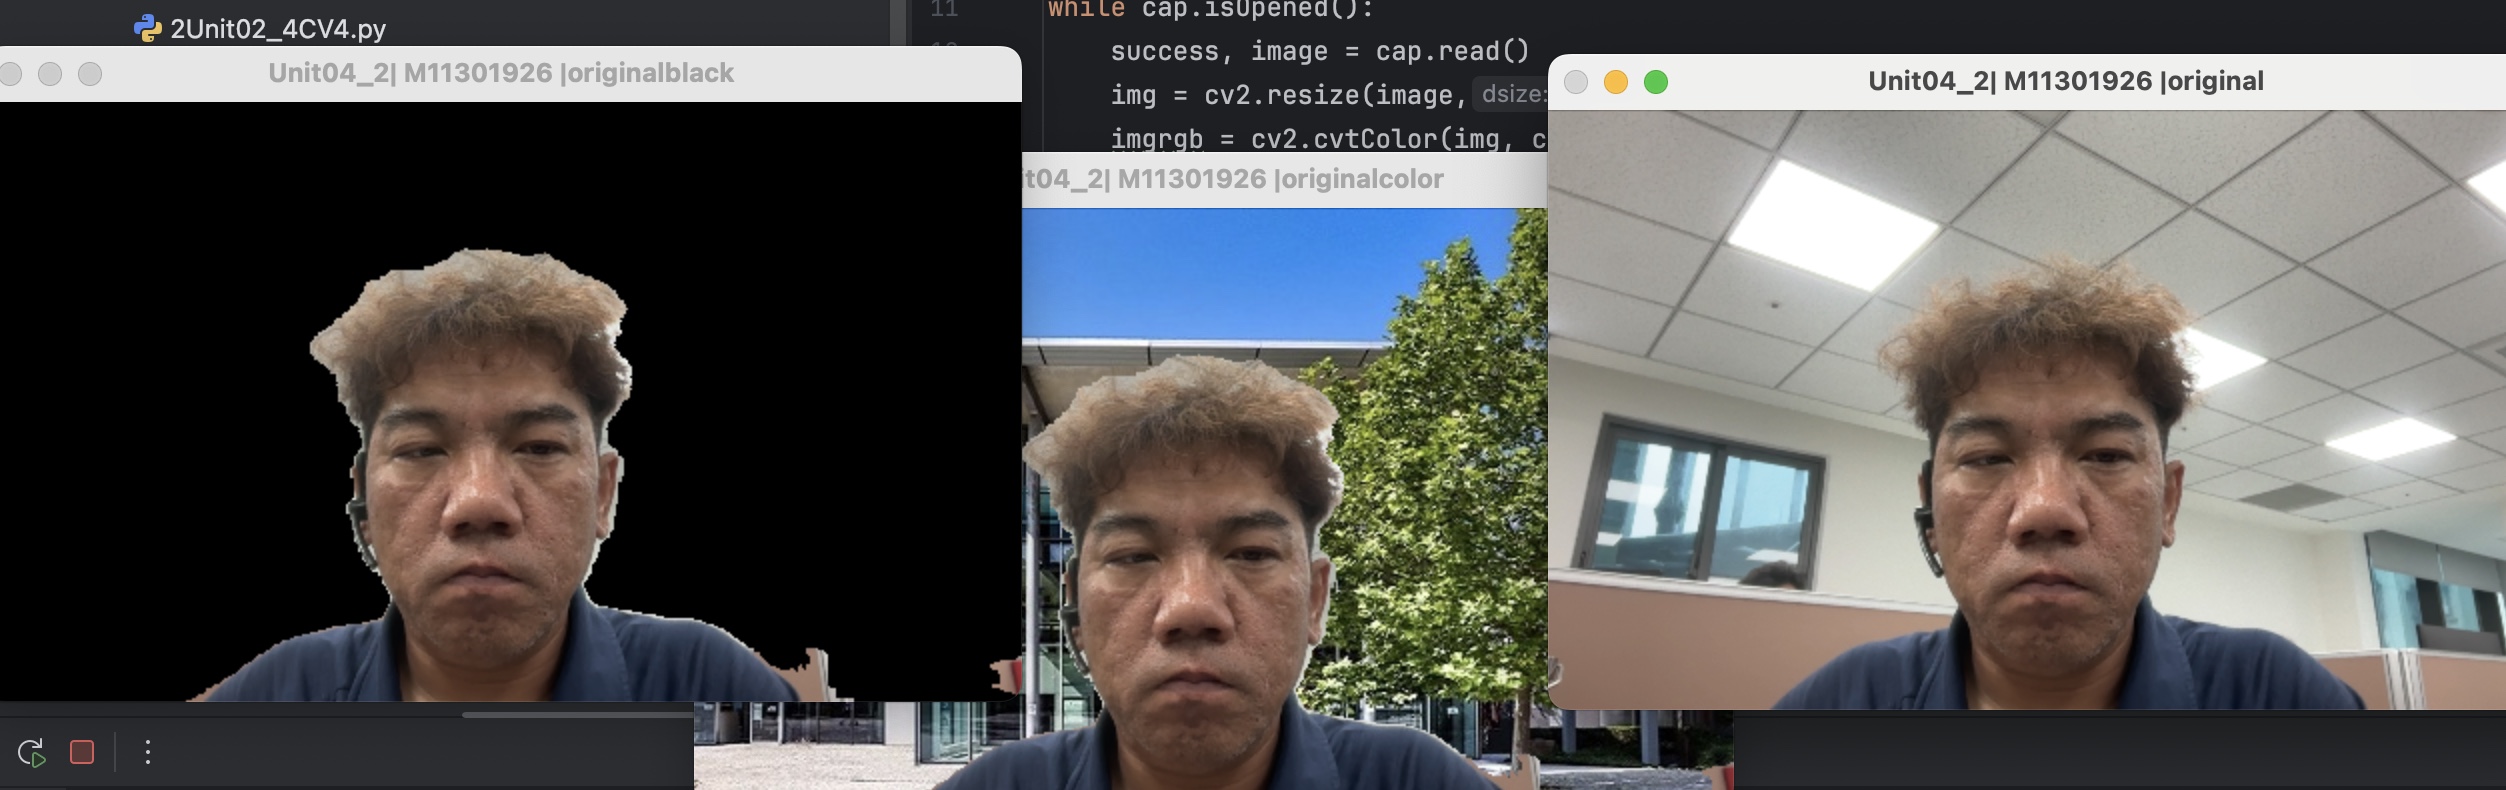 2Unit02_4CV4.py
11 while cap.isOpened():
success, image = cap.read()
img = cv2.resize(image, dsize:
imgrgb = cv2.cvtColor(img, c
Unit04_2| M11301926 |originalblack
it04_2| M11301926 |originalcolor
Unit04_2| M11301926 |original